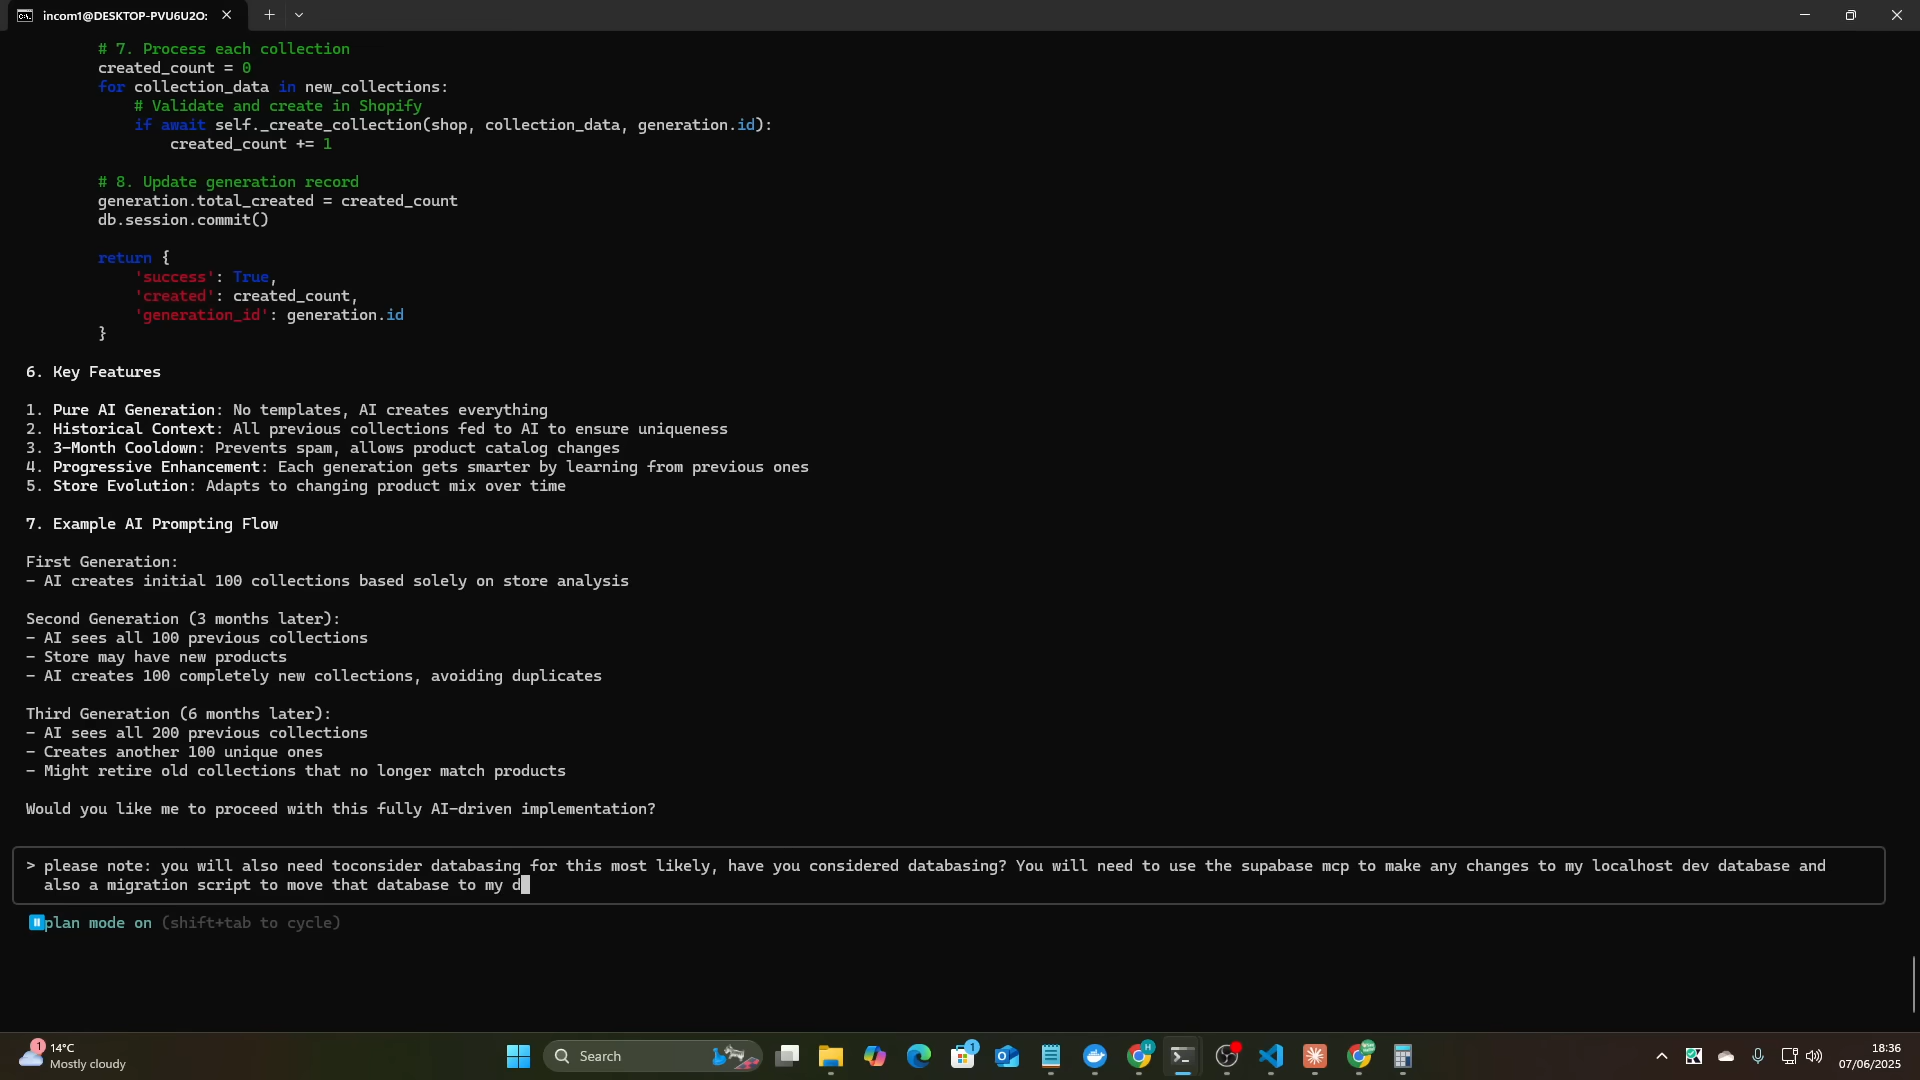 incom1@DESKTOP-PVU6U2O:
# 7. Process each collection
created_count = 0
for collection_data in new_collections:
# Validate and create in Shopify
if await self._create_collection(shop, collection_data, generation.id):
created_count += 1
# 8. Update generation record
generation.total_created = created_count
db.session.commit()
return {
'success': True,
'created': created_count,
'generation_id': generation.id
}
6. Key Features
1. Pure AI Generation: No templates, AI creates everything
2. Historical Context: All previous collections fed to AI to ensure uniqueness
3. 3-Month Cooldown: Prevents spam, allows product catalog changes
4. Progressive Enhancement: Each generation gets smarter by learning from previous ones
5. Store Evolution: Adapts to changing product mix over time
7. Example AI Prompting Flow
First Generation:
- AI creates initial 100 collections based solely on store analysis
Second Generation (3 months later):
- AI sees all 100 previous collections
- Store may have new products
- AI creates 100 completely new collections, avoiding duplicates
Third Generation (6 months later):
- AI sees all 200 previous collections
- Creates another 100 unique ones
- Might retire old collections that no longer match products
Would you like me to proceed with this fully AI-driven implementation?
> please note: you will also need toconsider databasing for this most likely, have you considered databasing? You will need to use the supabase mcp to make any changes to my localhost dev database and
also a migration script to move that database to my d
plan mode on (shift+tab to cycle)
1
14°C
Mostly cloudy
Search
1
H
18:36
07/06/2025